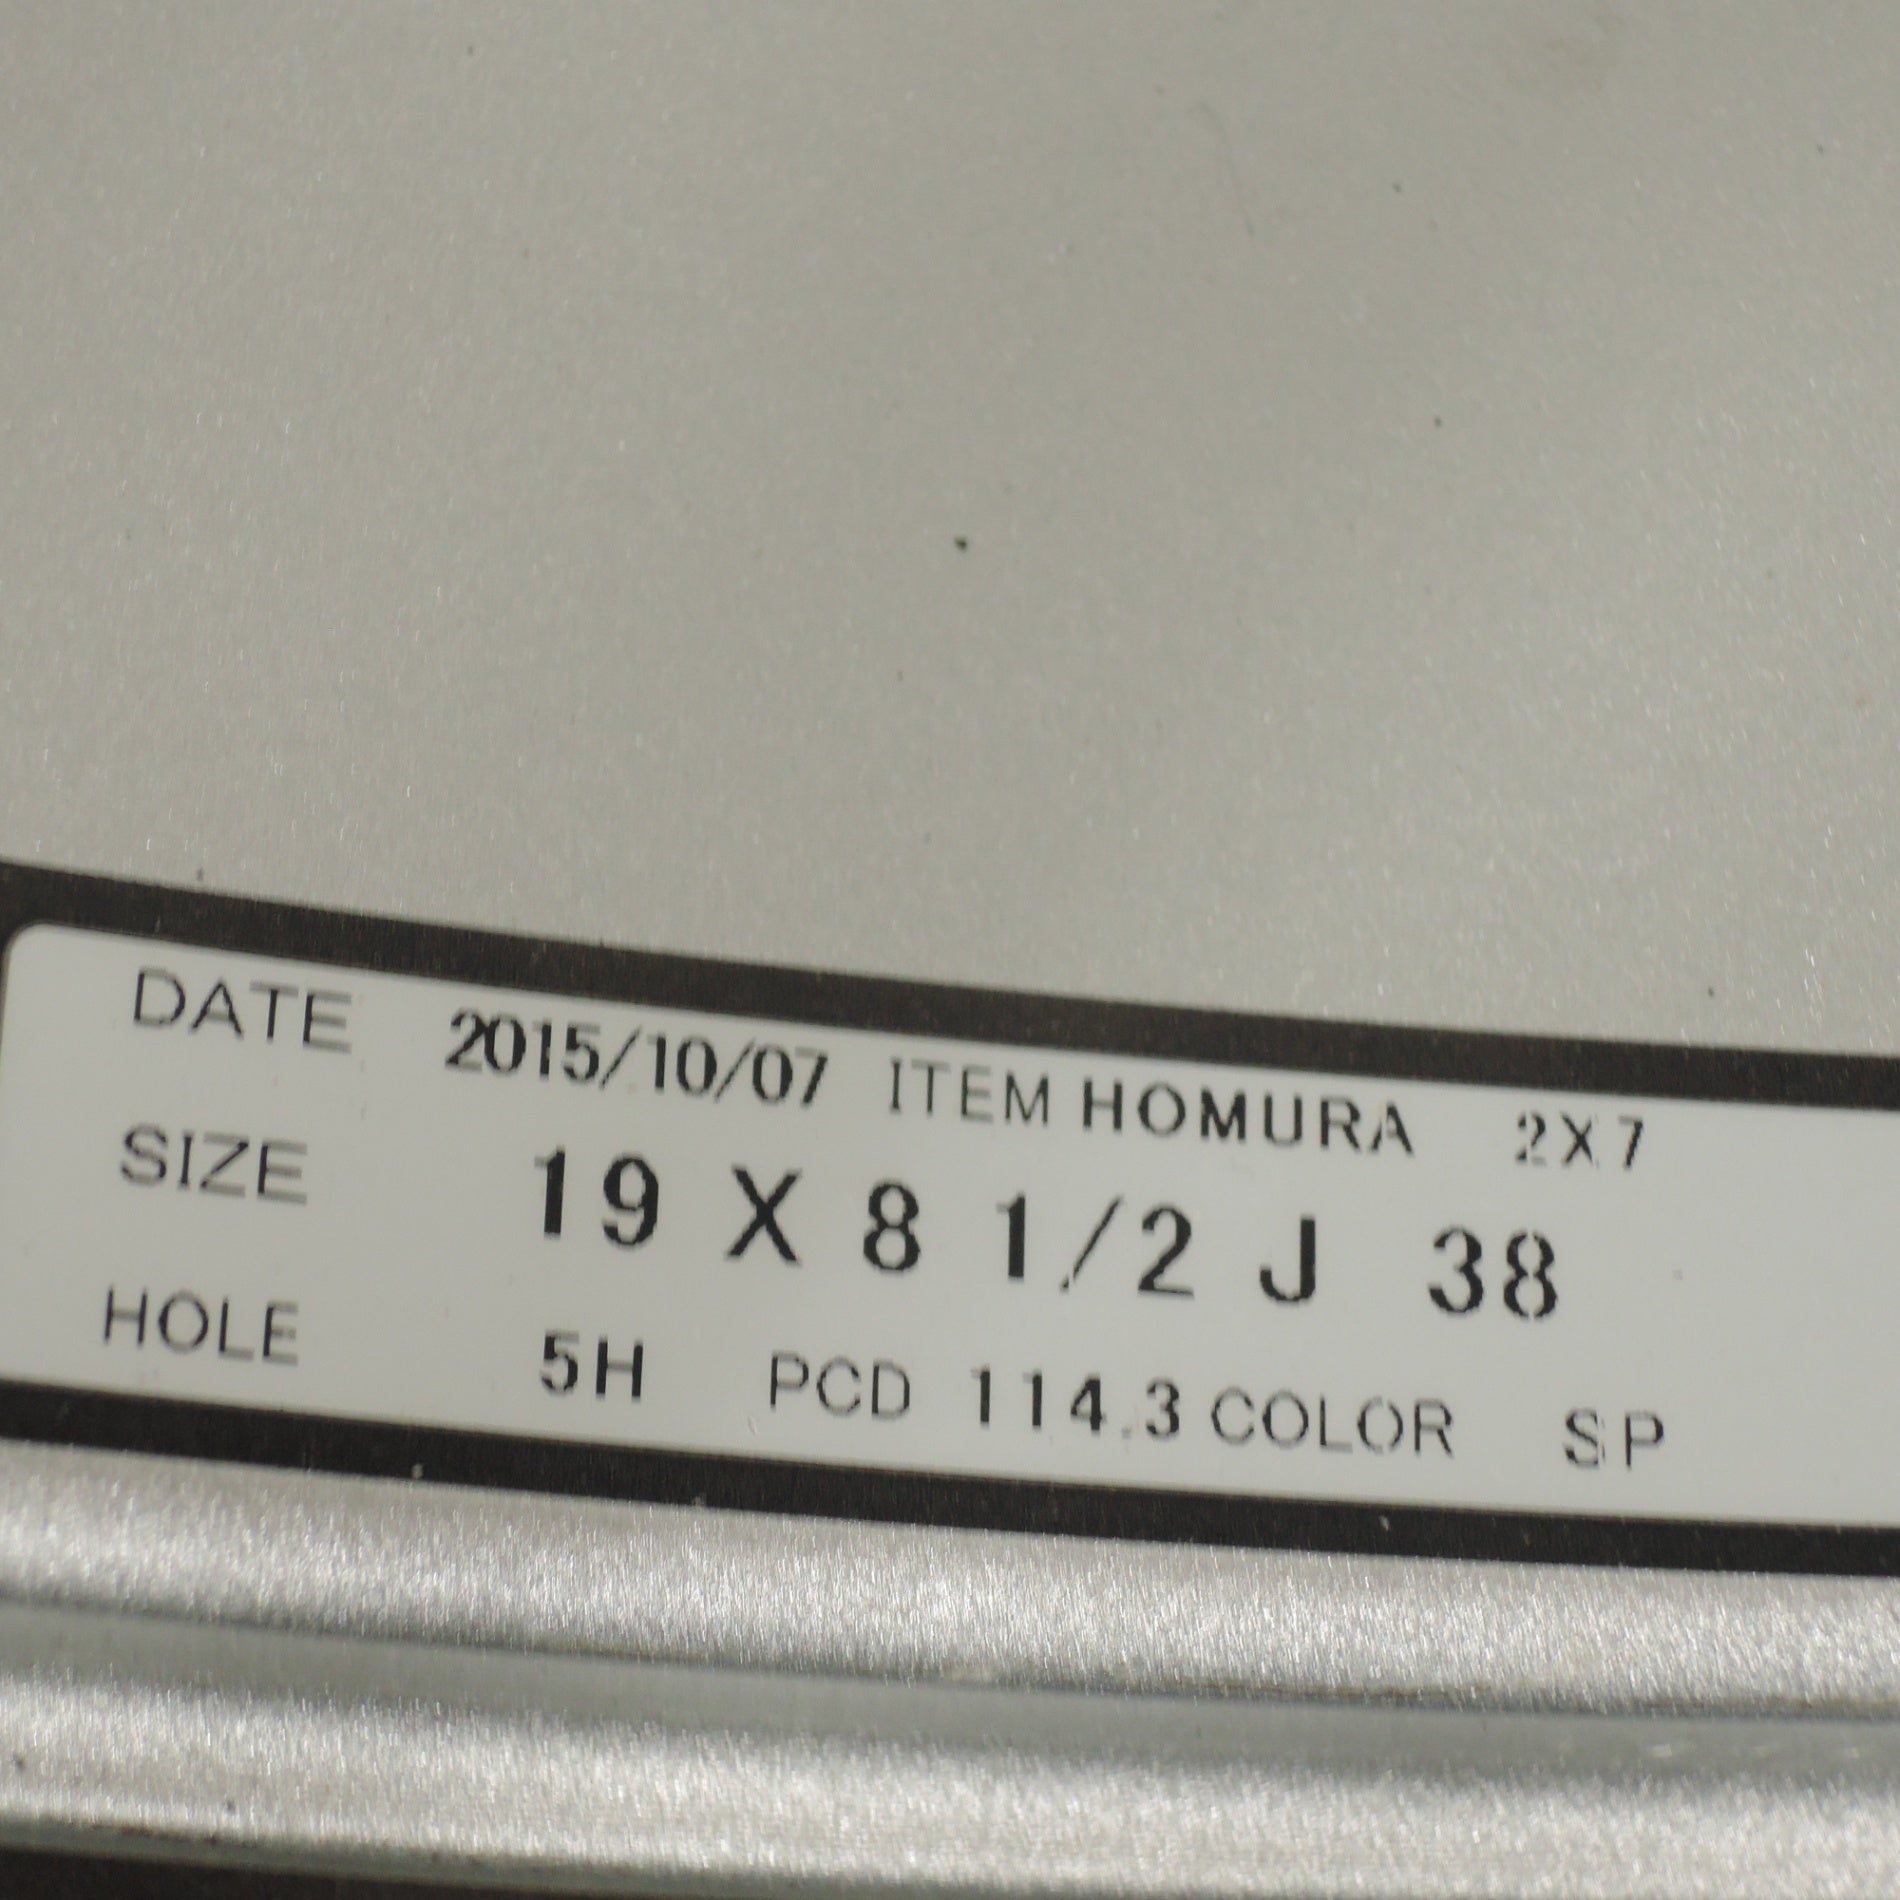 DATE 2015/10/07 ITEM HOMURA 2X7
SIZE 19 X 8 1/2 J 38
HOLE 5H PCD 114.3 COLOR SP